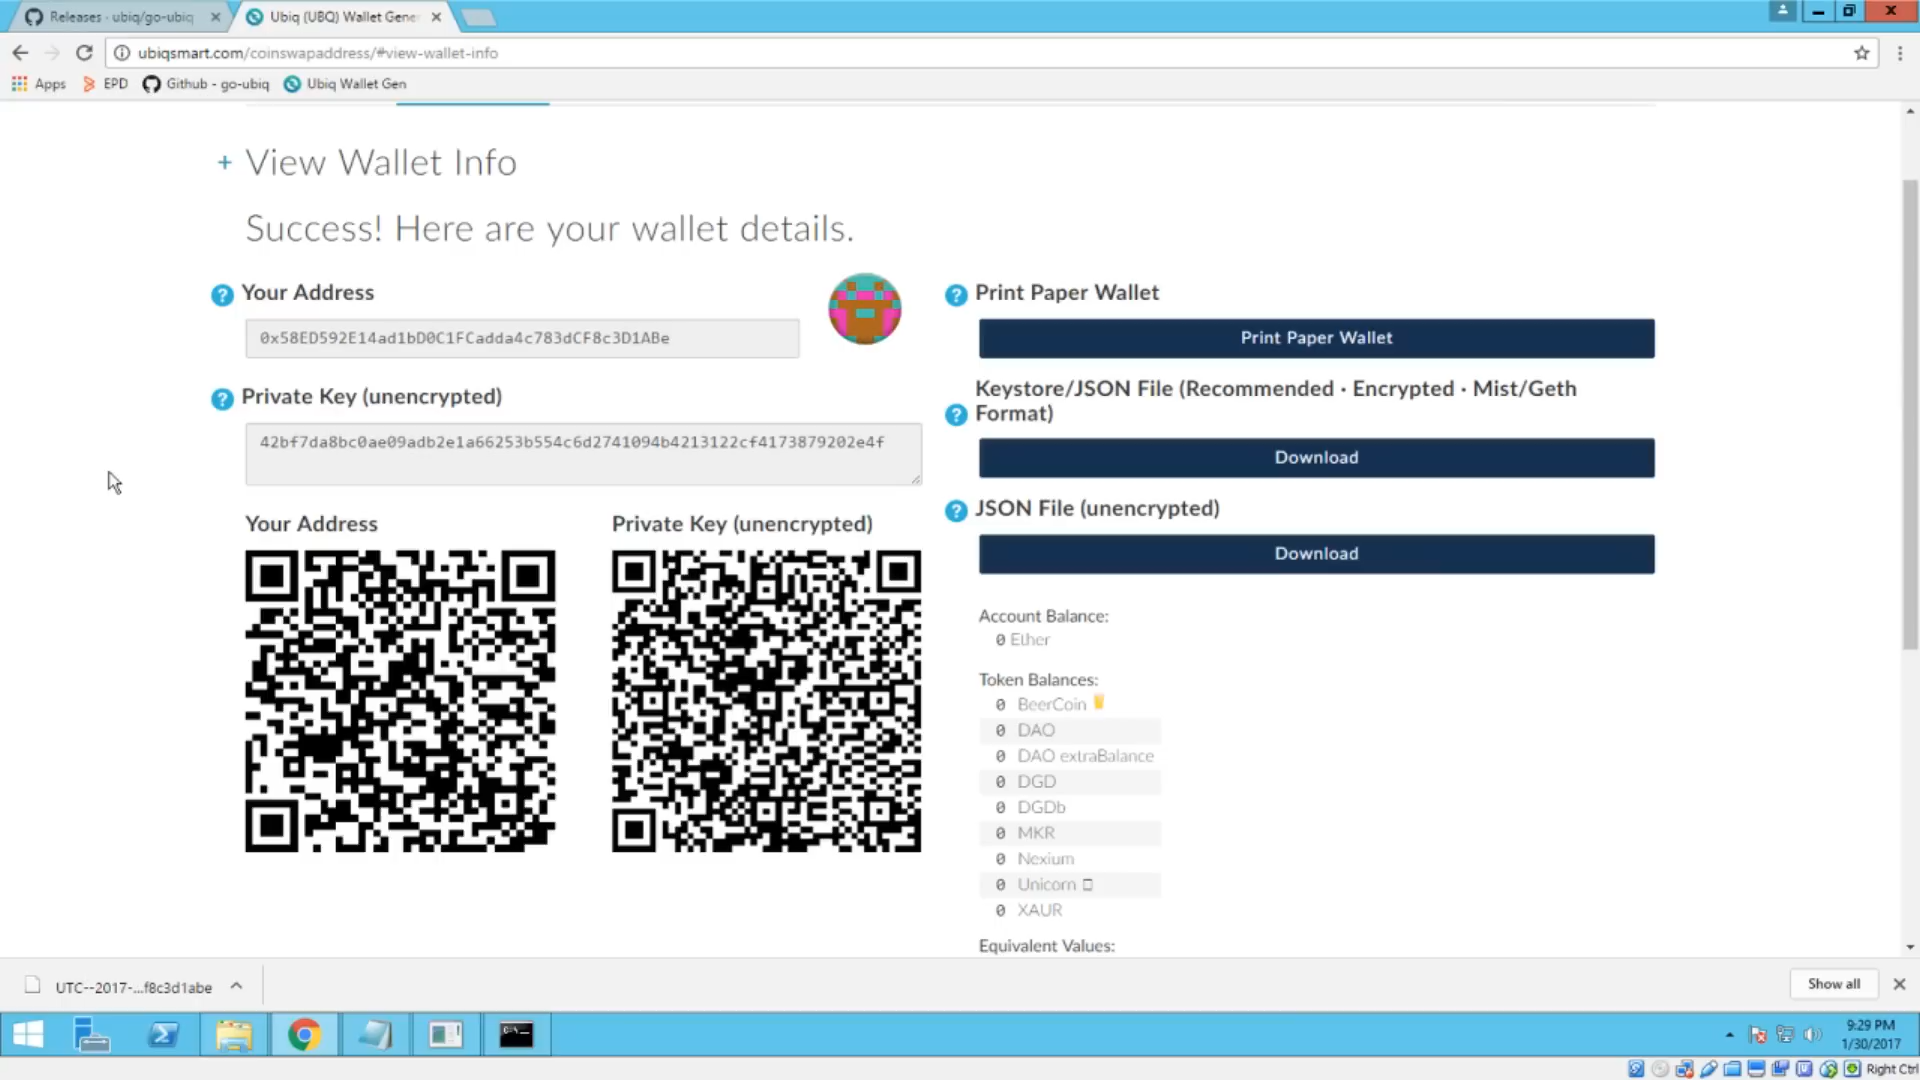 Releases · ubiq/go-ubiq
Ubiq (UBQ) Wallet Gene
ubiqsmart.com/coinswapaddress/#view-wallet-info
Apps
EPD
Github - go-ubiq
Ubiq Wallet Gen
+ View Wallet Info
Success! Here are your wallet details.
? Your Address
0x58ED592E14ad1bD0C1FCadda4c783dCF8c3D1ABe
? Private Key (unencrypted)
42bf7da8bc0ae09adb2e1a66253b554c6d2741094b4213122cf4173879202e4f
Your Address
Private Key (unencrypted)
? Print Paper Wallet
Print Paper Wallet
? Keystore/JSON File (Recommended · Encrypted · Mist/Geth
Format)
Download
? JSON File (unencrypted)
Download
Account Balance:
0 Ether
Token Balances:
0 BeerCoin
0 DAO
0 DAO extraBalance
0 DGD
0 DGDb
0 MKR
0 Nexium
0 Unicorn
0 XAUR
Equivalent Values:
UTC--2017-...f8c3d1abe
Show all
9:29 PM
1/30/2017
Right Ctrl